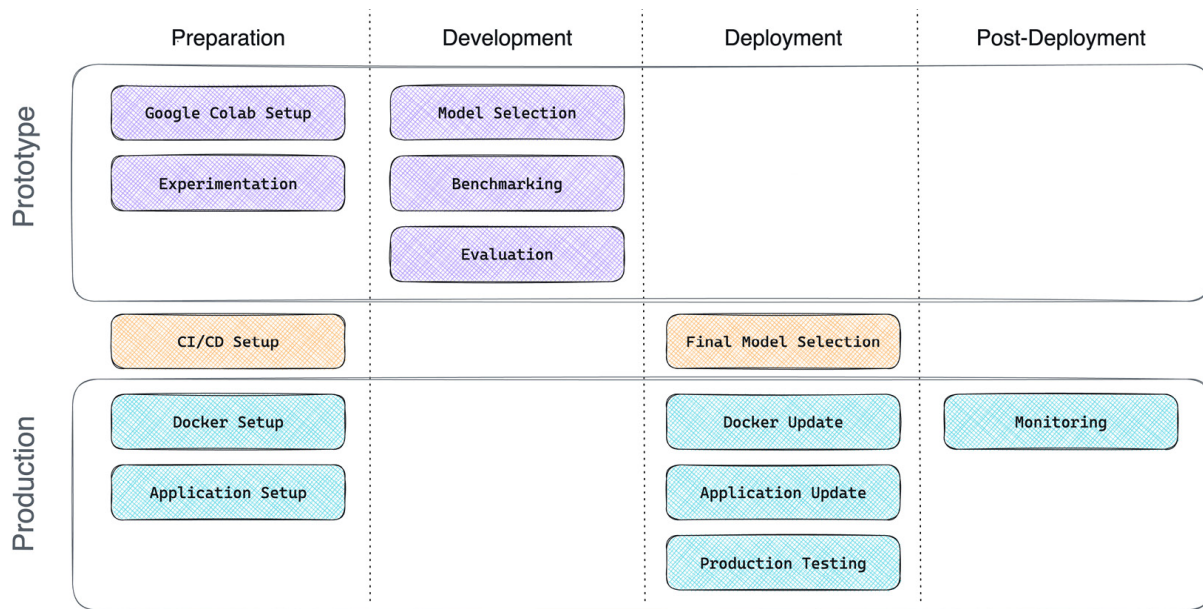 Preparation
Development
Deployment
Post-Deployment
Prototype
Google Colab Setup
Model Selection
Experimentation
Benchmarking
Evaluation
CI/CD Setup
Final Model Selection
Production
Docker Setup
Docker Update
Monitoring
Application Setup
Application Update
Production Testing